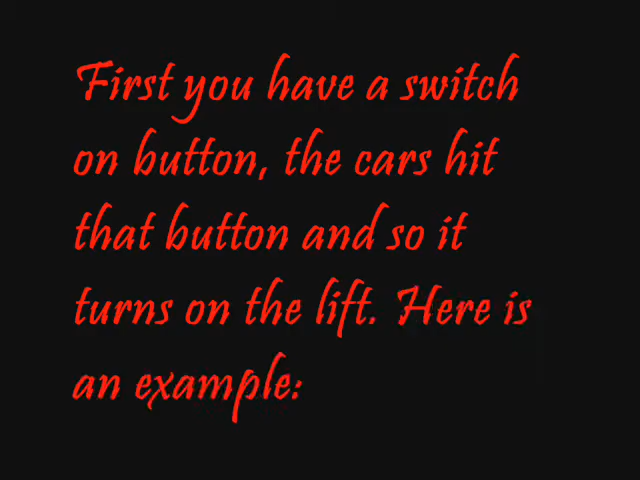 First you have a switch
on button, the cars hit
that button and so it
turns on the lift. Here is
an example: